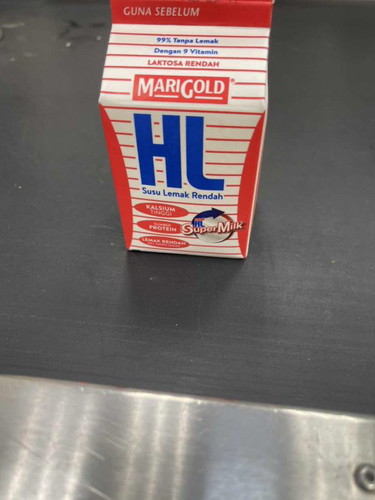 GUNA SEBELUM
99% Tanpa Lemak
Dengan 9 Vitamin
LAKTOSA RENDAH
MARIGOLD®
HL
Susu Lemak Rendah
KALSIUM
TINGGI
PROTEIN
SuperMilk
LEMAK RENDAH